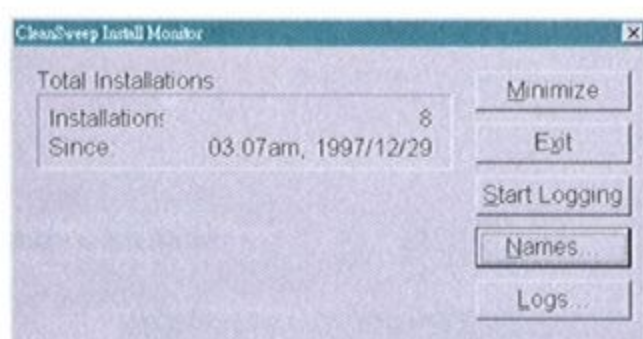 CleanSweep Install Monitor
Total Installations
Installations 8
Since: 03:07am, 1997/12/29
Minimize
Exit
Start Logging
Names...
Logs...